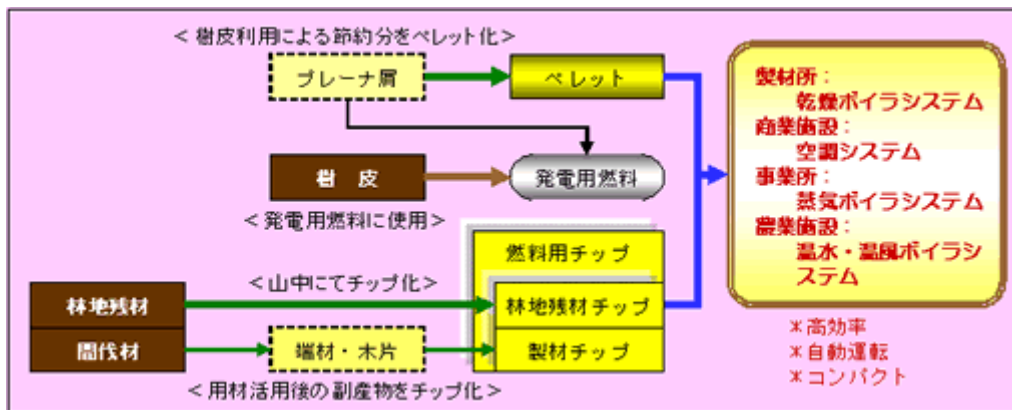 ＜樹皮利用による節約分をペレット化＞
プレーナ屑
ペレット
樹　皮
発電用燃料
＜発電用燃料に使用＞
燃料用チップ
＜山中にてチップ化＞
林地残材
林地残材チップ
間伐材
端材・木片
製材チップ
＜用材活用後の副産物をチップ化＞
製材所：
乾燥ボイラシステム
商業施設：
空調システム
事業所：
蒸気ボイラシステム
農業施設：
温水・温風ボイラシ
ステム
＊高効率
＊自動運転
＊コンパクト